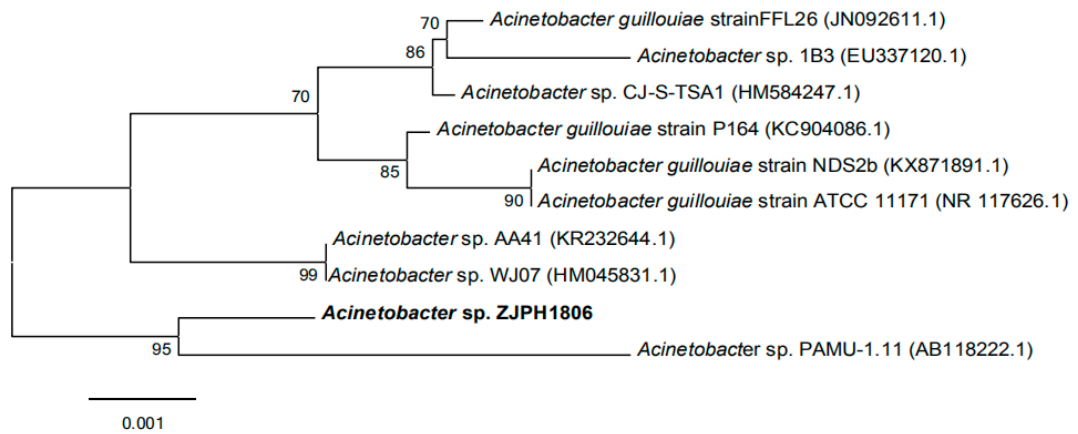 70 Acinetobacter guillouiae strainFFL26 (JN092611.1)
86 Acinetobacter sp. 1B3 (EU337120.1)
70 Acinetobacter sp. CJ-S-TSA1 (HM584247.1)
Acinetobacter guillouiae strain P164 (KC904086.1)
85 Acinetobacter guillouiae strain NDS2b (KX871891.1)
90 Acinetobacter guillouiae strain ATCC 11171 (NR 117626.1)
Acinetobacter sp. AA41 (KR232644.1)
99 Acinetobacter sp. WJ07 (HM045831.1)
Acinetobacter sp. ZJPH1806
95 Acinetobacter sp. PAMU-1.11 (AB118222.1)
0.001